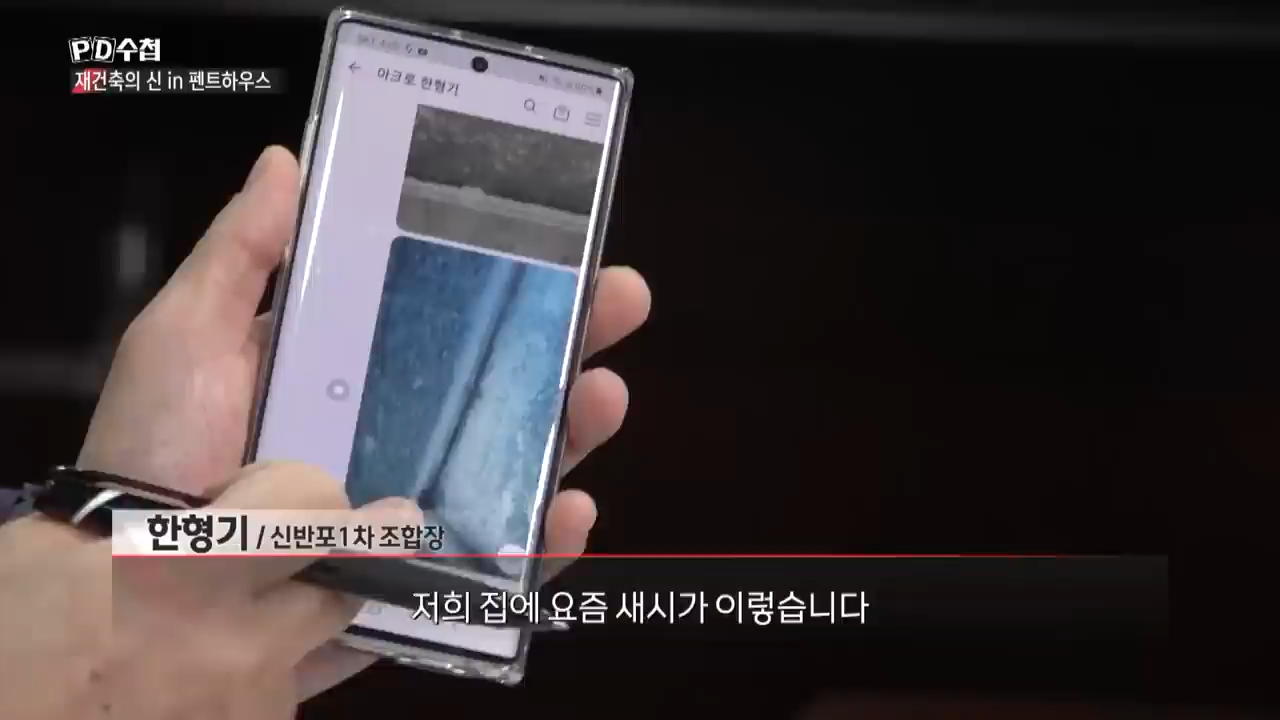 PD수첩
재건축의 신 in 펜트하우스
아크로 한형기
한형기 / 신반포1차 조합장
저희 집에 요즘 새시가 이렇습니다